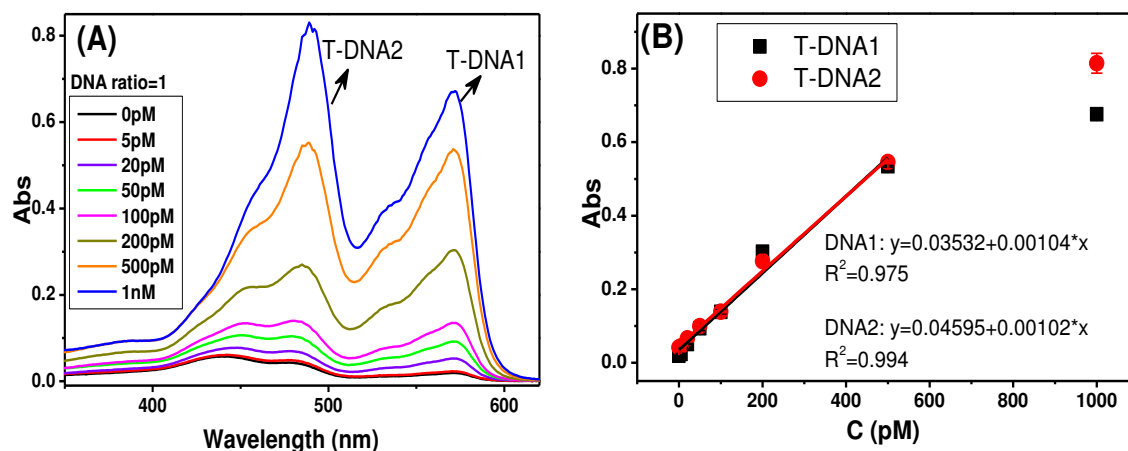 (A)
T-DNA2
T-DNA1
DNA ratio=1
0pM
5pM
20pM
50pM
100pM
200pM
500pM
1nM
Abs
0.8
0.6
0.4
0.2
0.0
400
500
600
Wavelength (nm)
(B)
T-DNA1
T-DNA2
DNA1: y=0.03532+0.00104*x
R²=0.975
DNA2: y=0.04595+0.00102*x
R²=0.994
Abs
0.8
0.6
0.4
0.2
0.0
0
200
400
600
800
1000
C (pM)